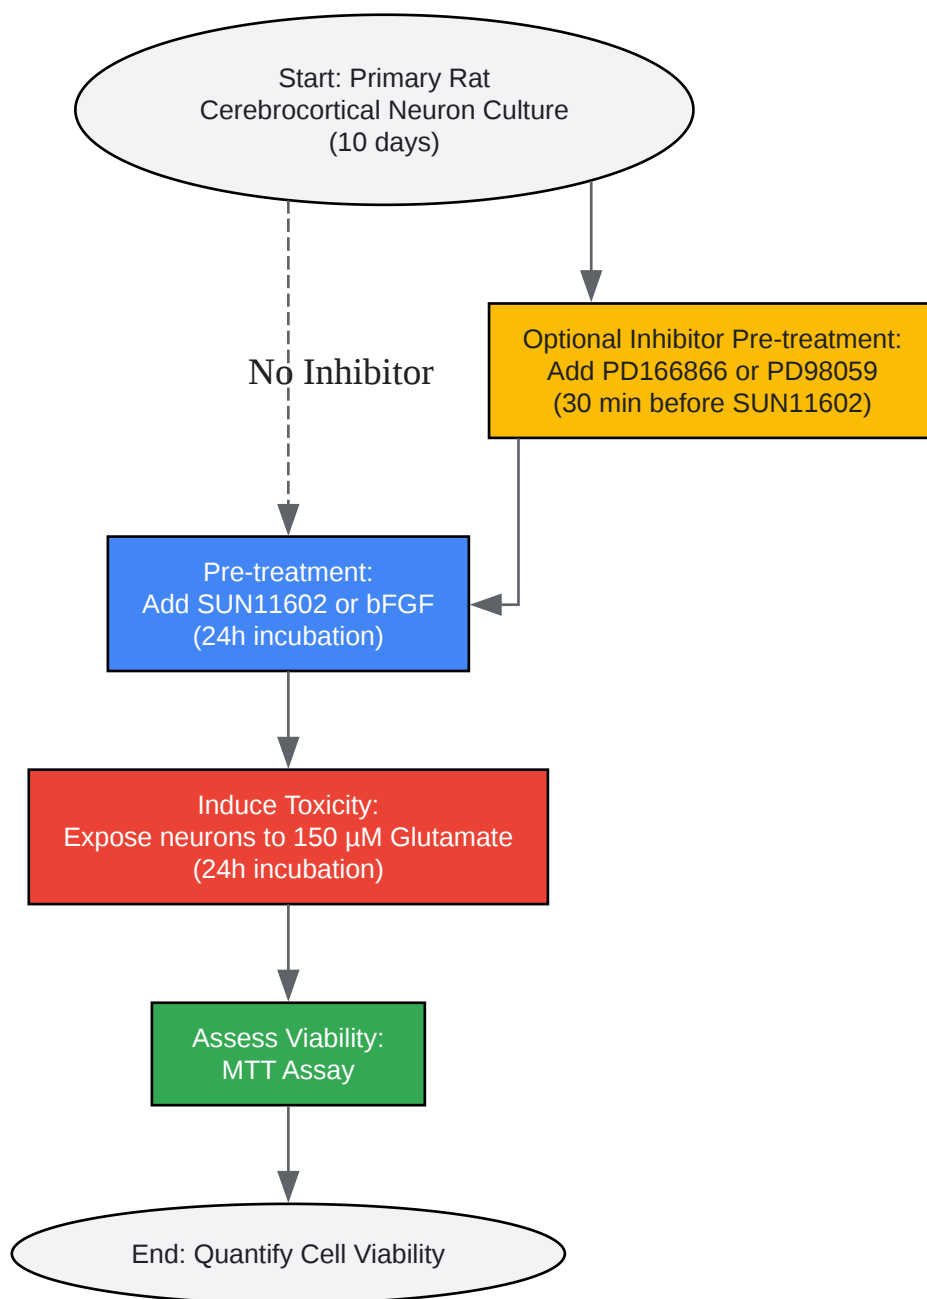 Start: Primary Rat
Cerebrocortical Neuron Culture
(10 days)
Optional Inhibitor Pre-treatment:
Add PD166866 or PD98059
(30 min before SUN11602)
No Inhibitor
Pre-treatment:
Add SUN11602 or bFGF
(24h incubation)
Induce Toxicity:
Expose neurons to 150 µM Glutamate
(24h incubation)
Assess Viability:
MTT Assay
End: Quantify Cell Viability